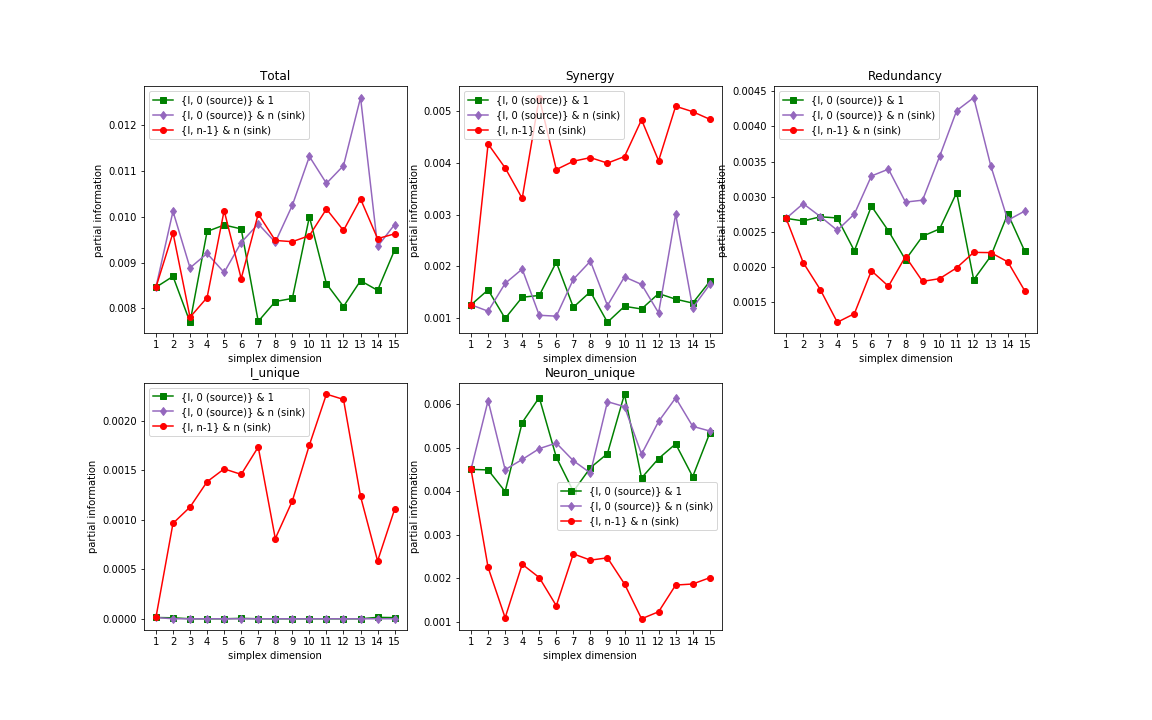 Total
0.012
0.011
0.010
0.009
0.008
partial information
{I, 0 (source)} & 1
{I, 0 (source)} & n (sink)
{I, n-1} & n (sink)
1 2 3 4 5 6 7 8 9 10 11 12 13 14 15
simplex dimension
Synergy
0.005
0.004
0.003
0.002
0.001
partial information
{I, 0 (source)} & 1
{I, 0 (source)} & n (sink)
{I, n-1} & n (sink)
1 2 3 4 5 6 7 8 9 10 11 12 13 14 15
simplex dimension
Redundancy
0.0045
0.0040
0.0035
0.0030
0.0025
0.0020
0.0015
partial information
{I, 0 (source)} & 1
{I, 0 (source)} & n (sink)
{I, n-1} & n (sink)
1 2 3 4 5 6 7 8 9 10 11 12 13 14 15
simplex dimension
I_unique
0.0020
0.0015
0.0010
0.0005
0.0000
partial information
{I, 0 (source)} & 1
{I, 0 (source)} & n (sink)
{I, n-1} & n (sink)
1 2 3 4 5 6 7 8 9 10 11 12 13 14 15
simplex dimension
Neuron_unique
0.006
0.005
0.004
0.003
0.002
0.001
partial information
{I, 0 (source)} & 1
{I, 0 (source)} & n (sink)
{I, n-1} & n (sink)
1 2 3 4 5 6 7 8 9 10 11 12 13 14 15
simplex dimension